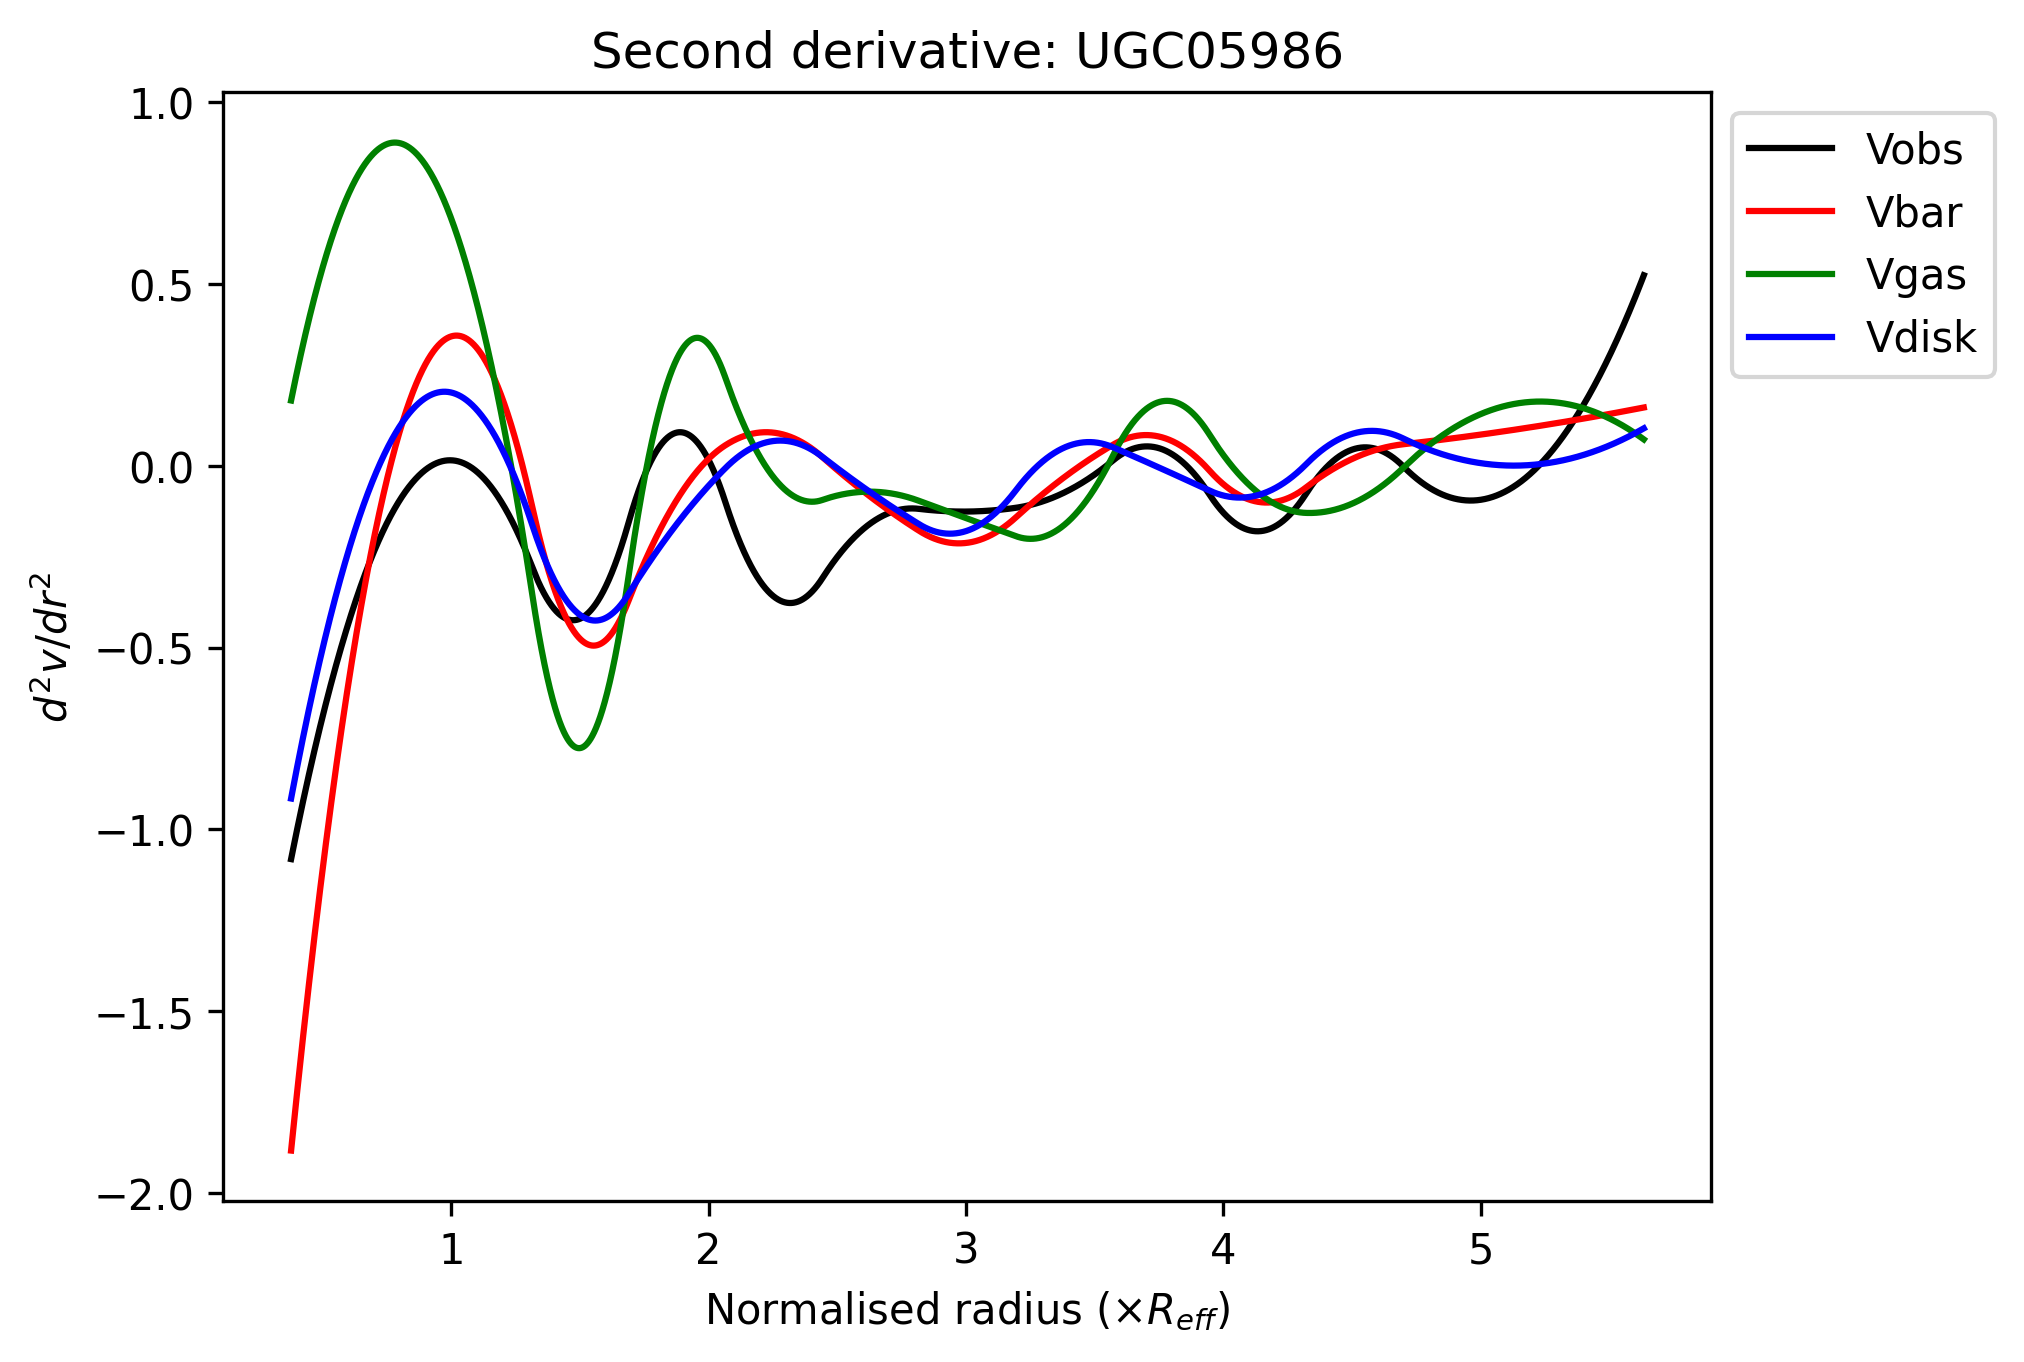 Second derivative: UGC05986
1.0
0.5
0.0
−0.5
−1.0
−1.5
−2.0
d²v/dr²
1 2 3 4 5
Normalised radius (×R_eff)
Vobs
Vbar
Vgas
Vdisk